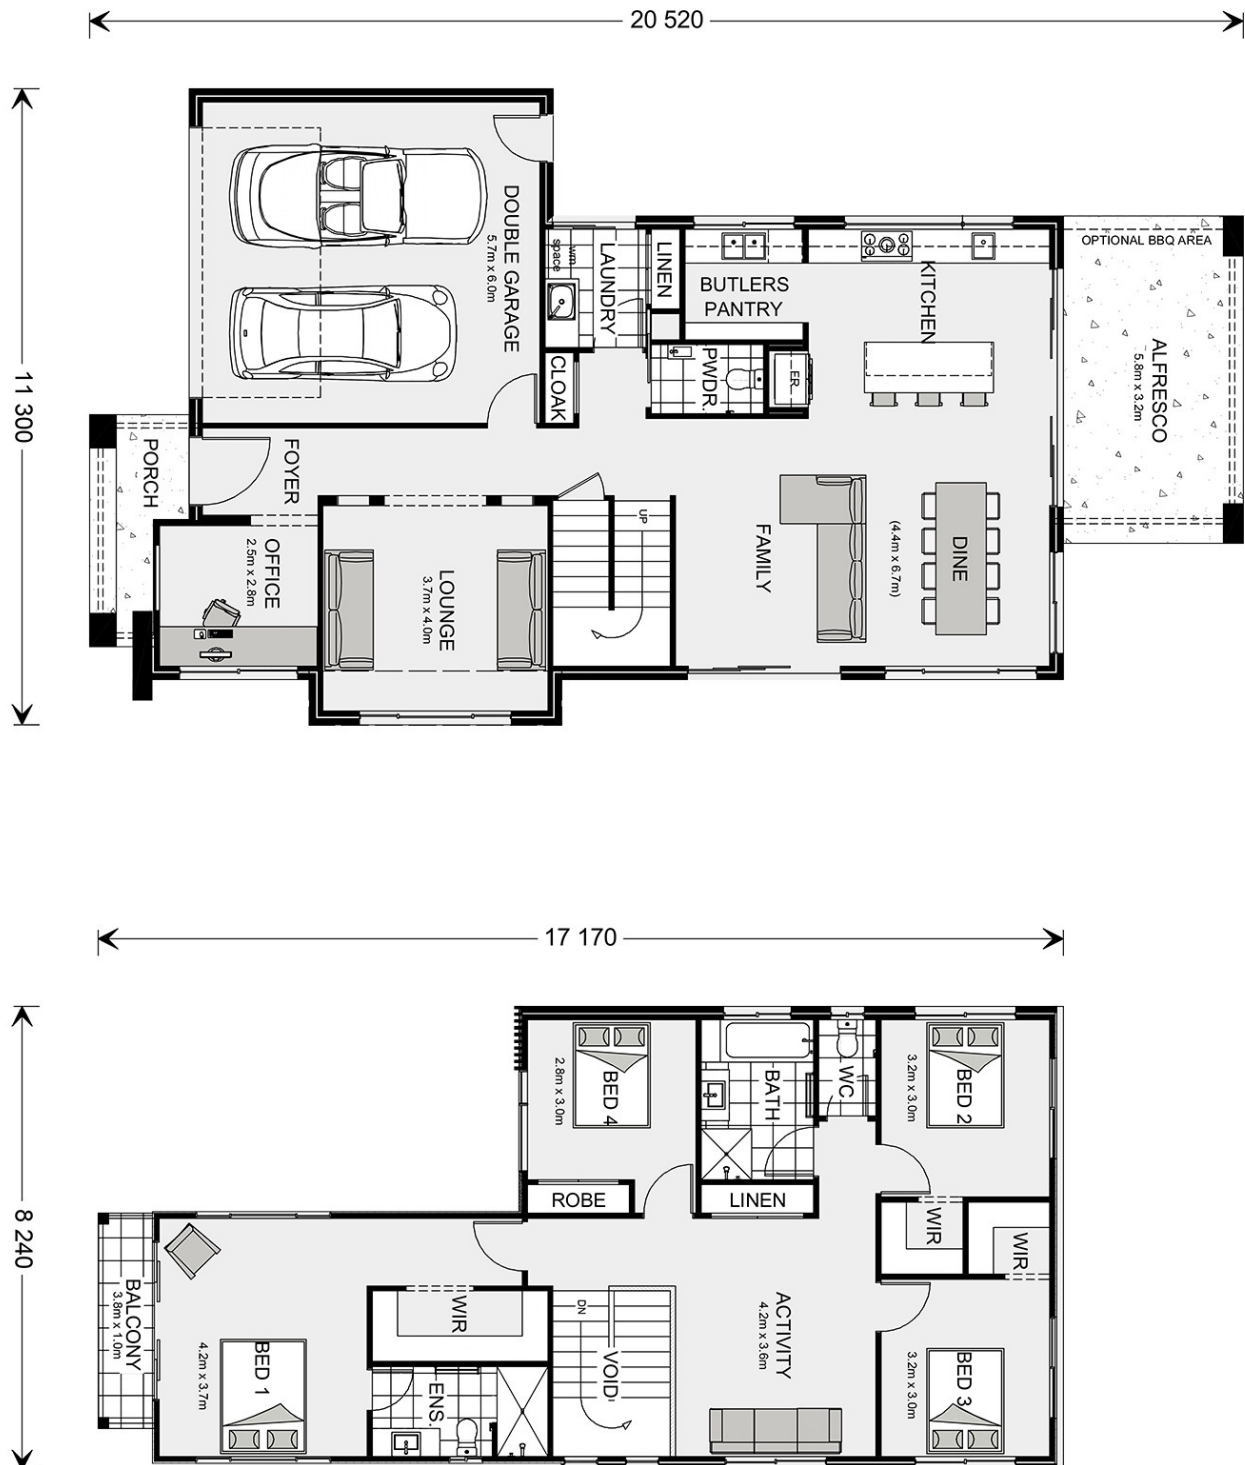 20 520
11 300
DOUBLE GARAGE
5.7m x 6.0m
wm
space
LAUNDRY
LINEN
BUTLERS
PANTRY
KITCHEN
OPTIONAL BBQ AREA
ALFRESCO
5.8m x 3.2m
CLOAK
PWDR.
FR
PORCH
FOYER
OFFICE
2.5m x 2.8m
LOUNGE
3.7m x 4.0m
UP
FAMILY
(4.4m x 6.7m)
DINE
17 170
8 240
BED 4
2.8m x 3.0m
BATH
WC
BED 2
3.2m x 3.0m
ROBE
LINEN
WIR
WIR
BALCONY
3.8m x 1.0m
BED 1
4.2m x 3.7m
WIR
ENS.
DN
VOID
ACTIVITY
4.2m x 3.6m
BED 3
3.2m x 3.0m